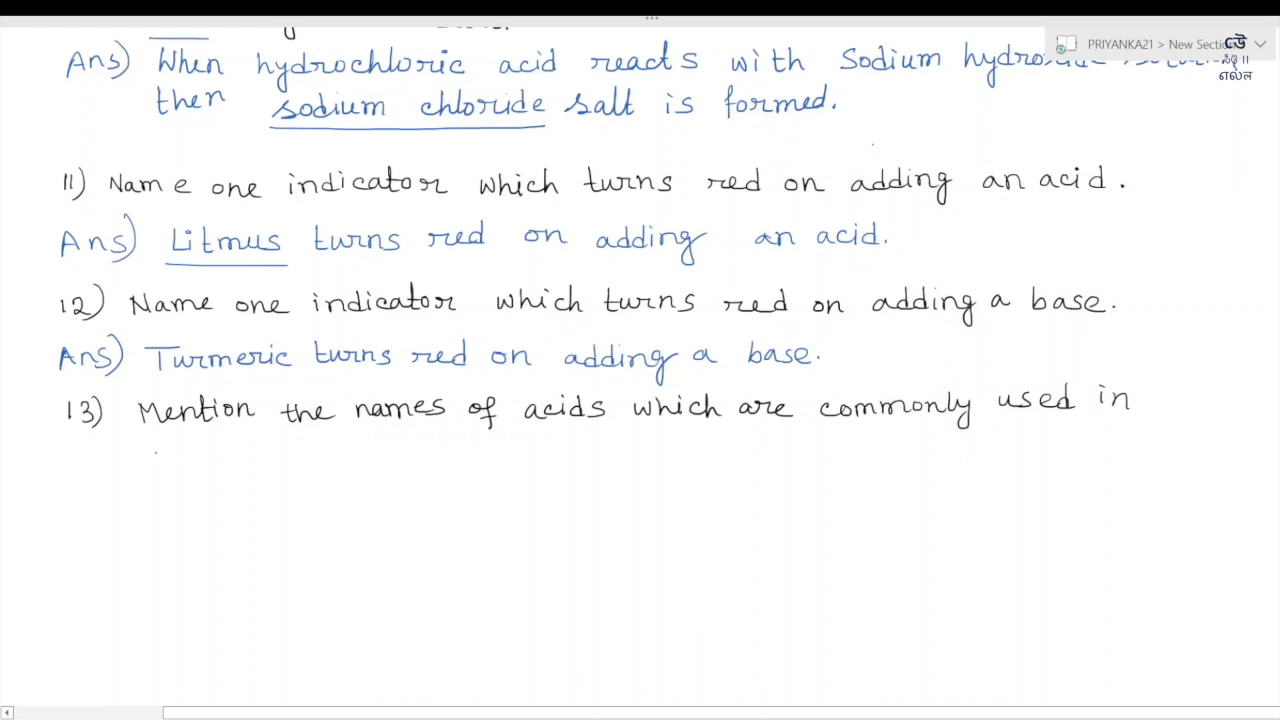 Ans) When hydrochloric acid reacts with Sodium
then sodium chloride salt is formed.
PRIYANKA21 > New Section
11) Name one indicator which turns red on adding an acid.
Ans) Litmus turns red on adding an acid.
12) Name one indicator which turns red on adding a base.
Ans) Turmeric turns red on adding a base.
13) Mention the names of acids which are commonly used in